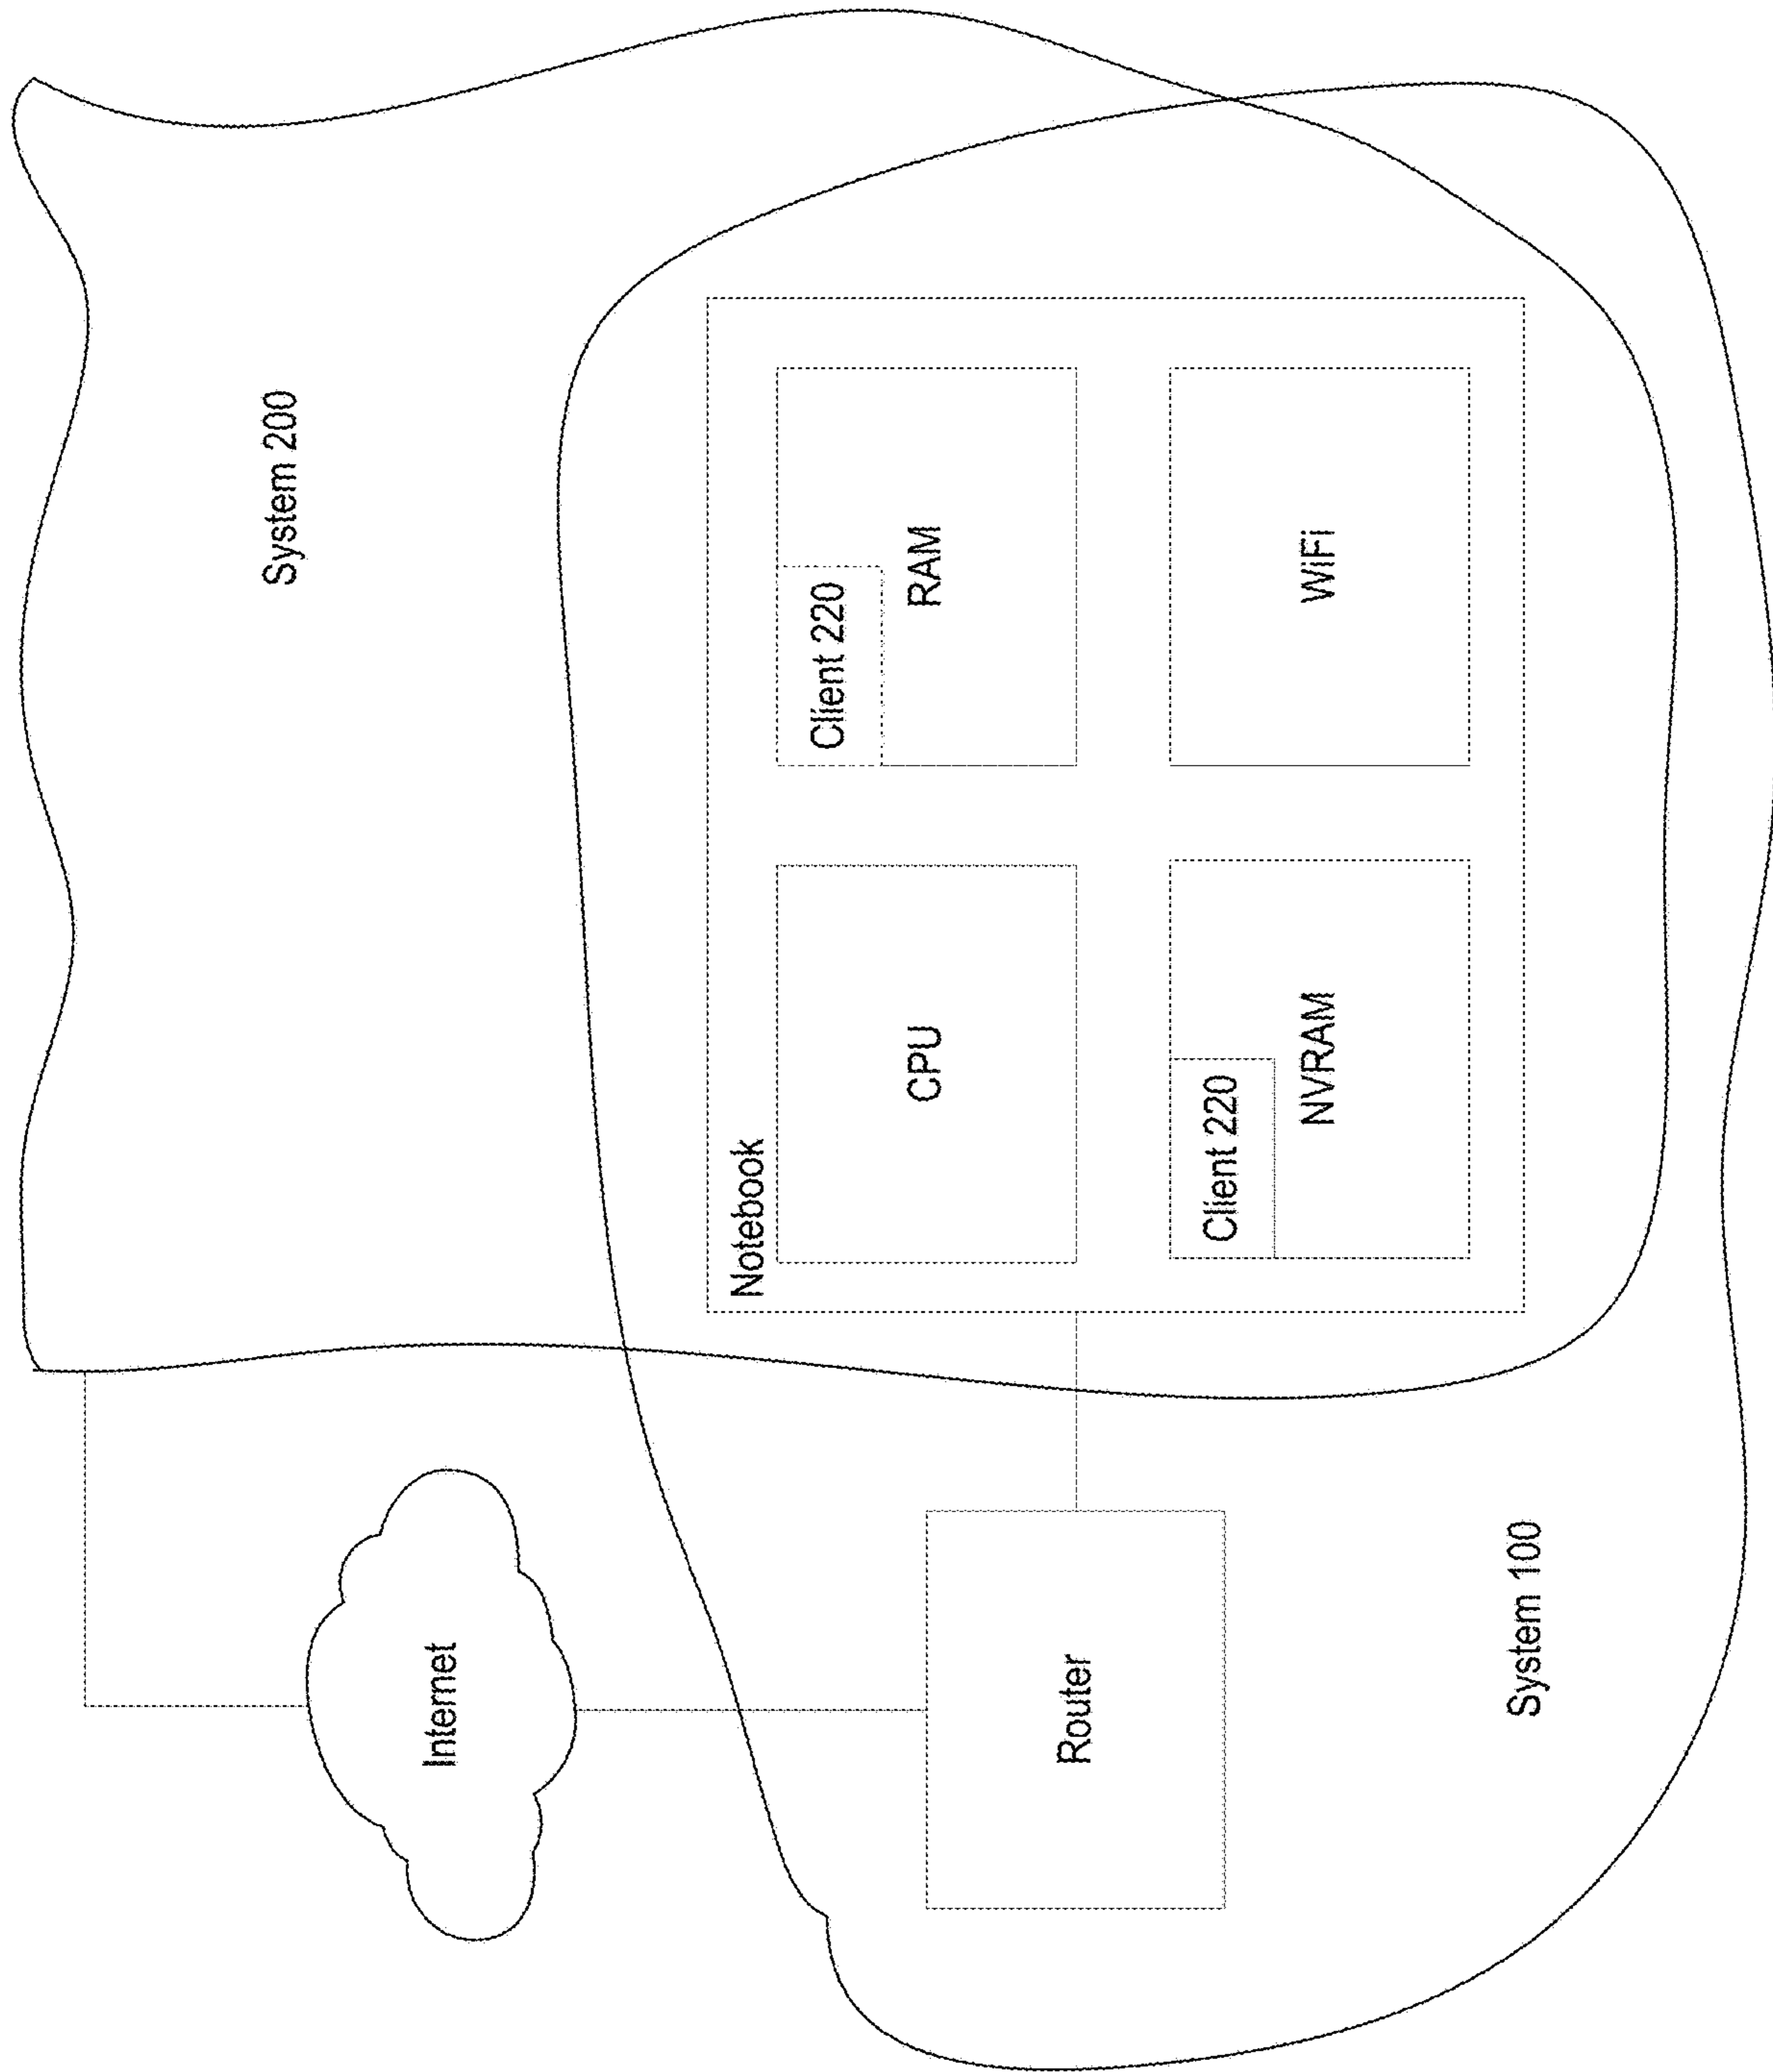 System 200
Internet
Notebook
CPU
Client 220
RAM
Client 220
NVRAM
WiFi
Router
System 100